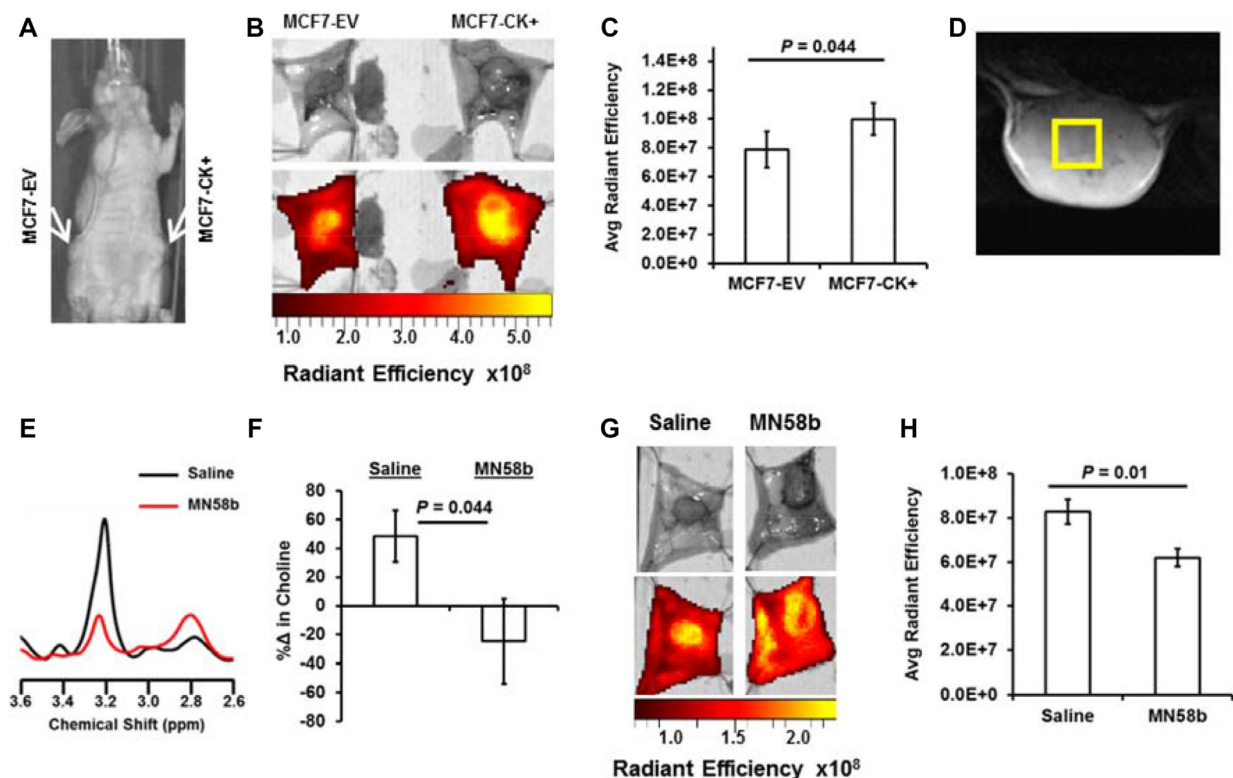 A
MCF7-EV
MCF7-CK+
B
MCF7-EV
MCF7-CK+
1.0 2.0 3.0 4.0 5.0
Radiant Efficiency x10⁸
C
P = 0.044
Avg Radiant Efficiency
1.4E+8
1.2E+8
1.0E+8
8.0E+7
6.0E+7
4.0E+7
2.0E+7
0.0E+0
MCF7-EV MCF7-CK+
D
E
Saline
MN58b
3.6 3.4 3.2 3.0 2.8 2.6
Chemical Shift (ppm)
F
Saline MN58b
P = 0.044
%Δ in Choline
80
60
40
20
0
-20
-40
-60
-80
G
Saline MN58b
1.0 1.5 2.0
Radiant Efficiency x10⁸
H
P = 0.01
Avg Radiant Efficiency
1.0E+8
8.0E+7
6.0E+7
4.0E+7
2.0E+7
0.0E+0
Saline MN58b